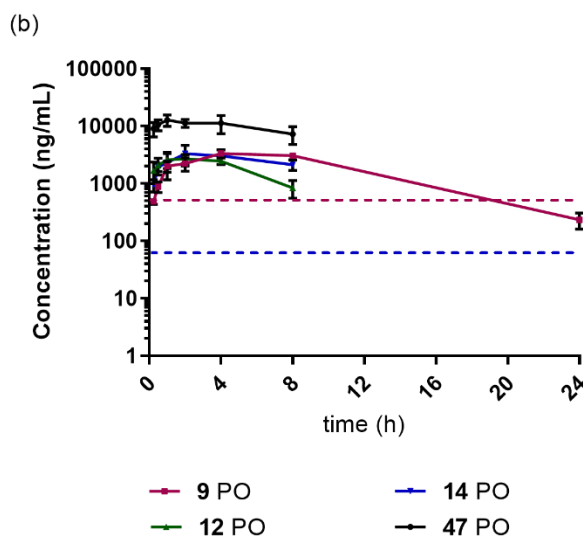 (b)
Concentration (ng/mL)
100000
10000
1000
100
10
1
0
4
8
12
16
20
24
time (h)
9 PO
14 PO
12 PO
47 PO